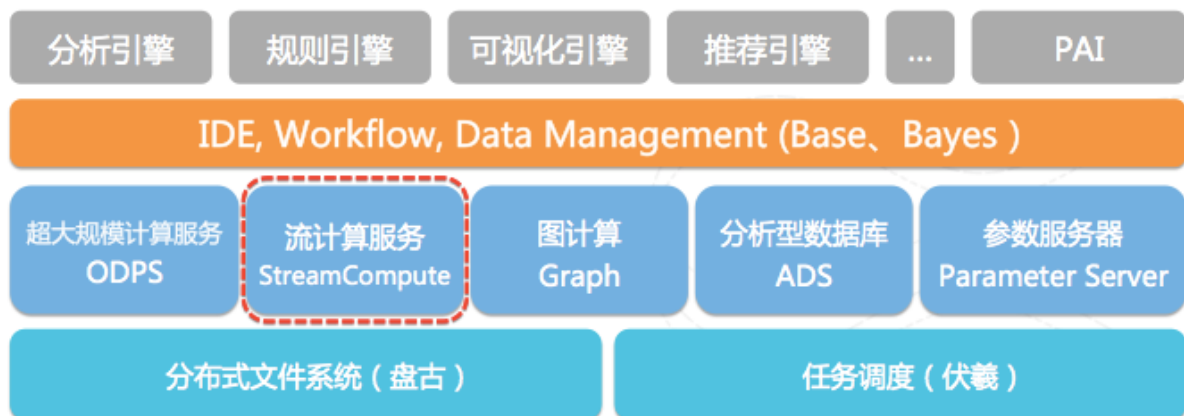 分析引擎
规则引擎
可视化引擎
推荐引擎
...
PAI
IDE, Workflow, Data Management (Base、Bayes )
超大规模计算服务
ODPS
流计算服务
StreamCompute
图计算
Graph
分析型数据库
ADS
参数服务器
Parameter Server
分布式文件系统（盘古）
任务调度（伏羲）